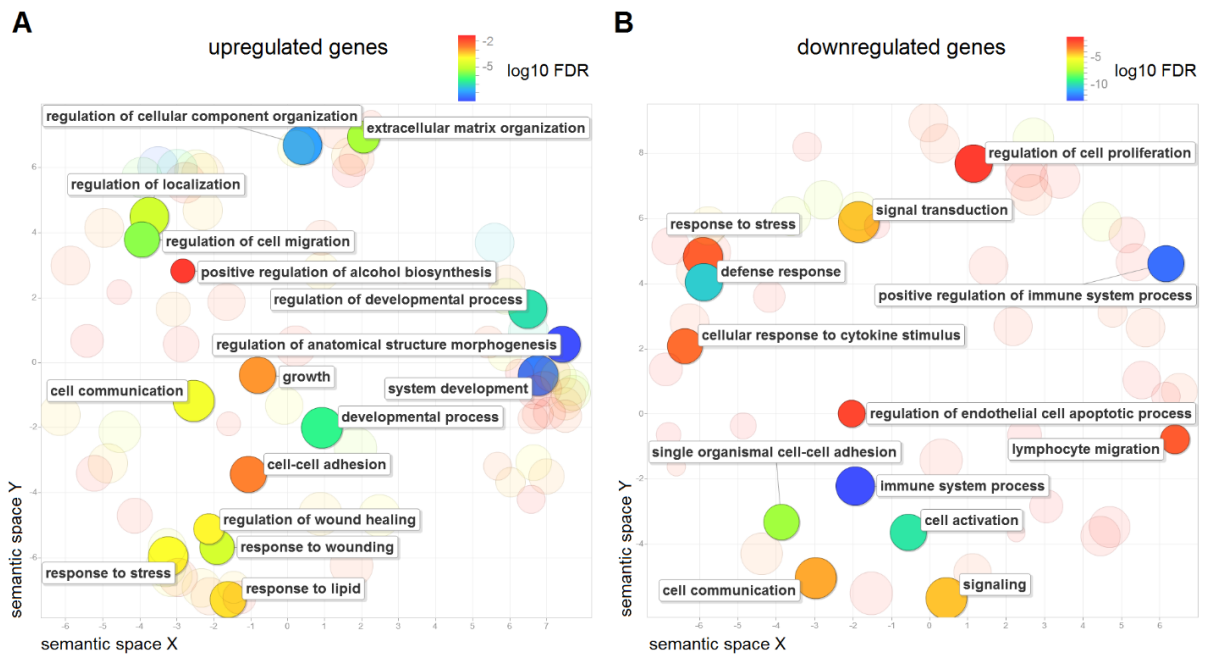 A
upregulated genes
-2
-5
log10 FDR
regulation of cellular component organization
extracellular matrix organization
regulation of localization
regulation of cell migration
positive regulation of alcohol biosynthesis
regulation of developmental process
regulation of anatomical structure morphogenesis
growth
system development
cell communication
developmental process
cell-cell adhesion
regulation of wound healing
response to wounding
response to stress
response to lipid
6
4
2
0
-2
-4
-6
semantic space Y
-6 -5 -4 -3 -2 -1 0 1 2 3 4 5 6 7
semantic space X
B
downregulated genes
-5
-10
log10 FDR
regulation of cell proliferation
signal transduction
response to stress
defense response
positive regulation of immune system process
cellular response to cytokine stimulus
regulation of endothelial cell apoptotic process
lymphocyte migration
single organismal cell-cell adhesion
immune system process
cell activation
cell communication
signaling
8
6
4
2
0
-2
-4
semantic space Y
-7 -6 -5 -4 -3 -2 -1 0 1 2 3 4 5 6
semantic space X